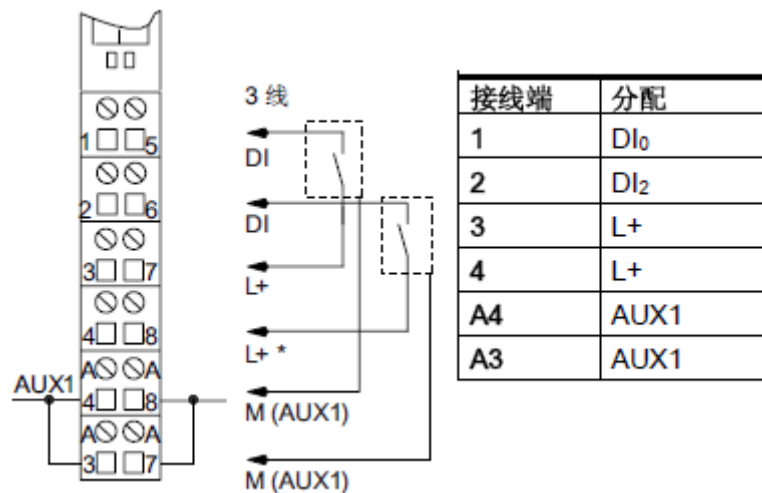 3 线
1 5
DI
2 6
DI
3 7
L+
4 8
L+ *
AUX1
A A
4 8
M (AUX1)
A A
3 7
M (AUX1)
接线端 分配
1 DI₀
2 DI₂
3 L+
4 L+
A4 AUX1
A3 AUX1